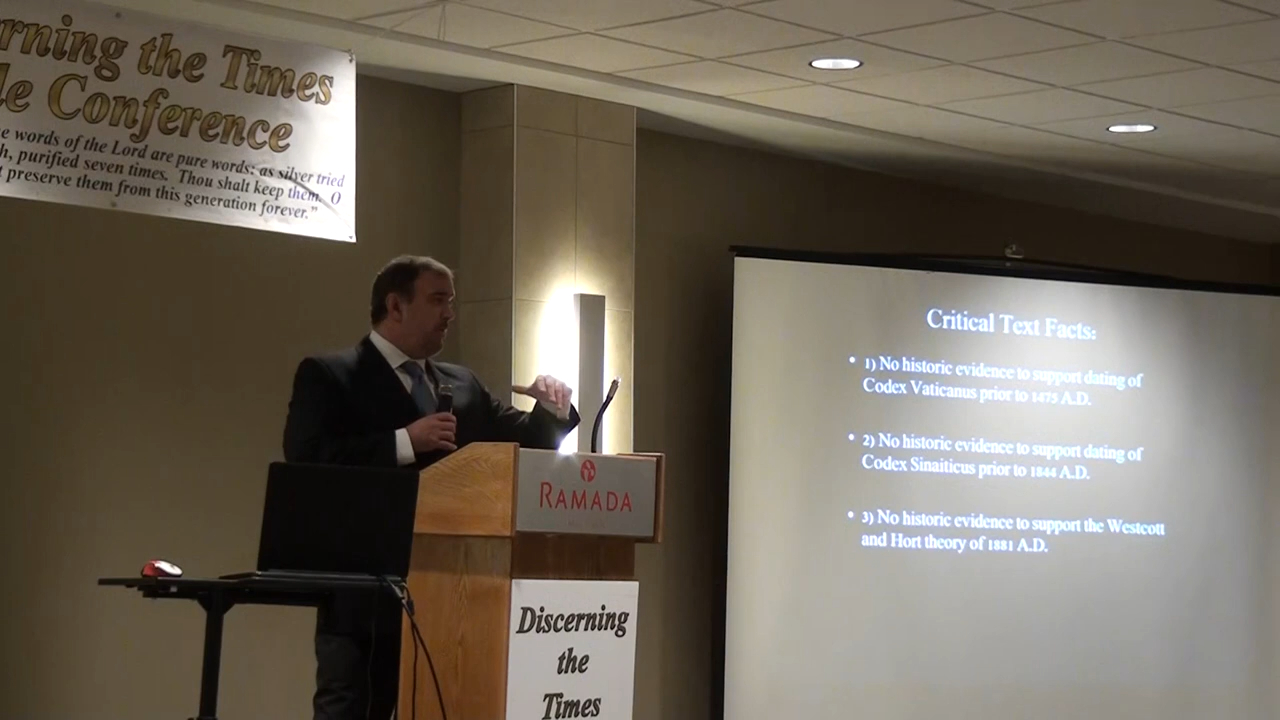 rning the Times
le Conference
e words of the Lord are pure words: as silver tried
h, purified seven times. Thou shalt keep them, O
t preserve them from this generation forever."
Critical Text Facts:
• 1) No historic evidence to support dating of
Codex Vaticanus prior to 1475 A.D.
• 2) No historic evidence to support dating of
Codex Sinaiticus prior to 1844 A.D.
• 3) No historic evidence to support the Westcott
and Hort theory of 1881 A.D.
RAMADA
Discerning
the
Times